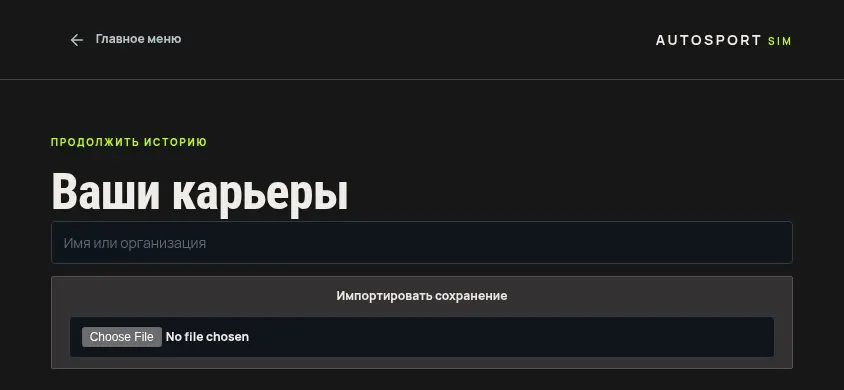 Главное меню
AUTOSPORT SIM
ПРОДОЛЖИТЬ ИСТОРИЮ
Ваши карьеры
Имя или организация
Импортировать сохранение
Choose File No file chosen